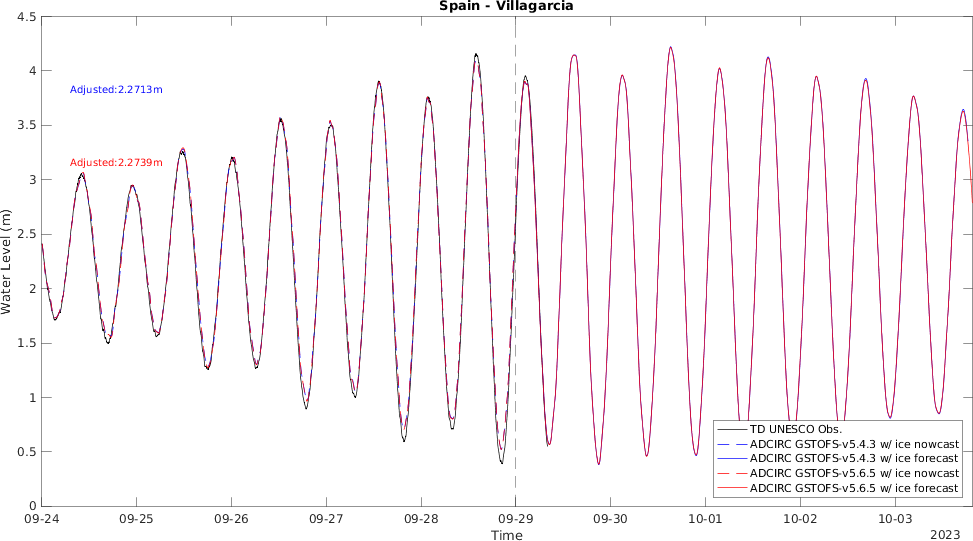 Spain - Villagarcia
4.5
4
3.5
3
2.5
2
1.5
1
0.5
0
Water Level (m)
Adjusted:2.2713m
Adjusted:2.2739m
TD UNESCO Obs.
ADCIRC GSTOFS-v5.4.3 w/ ice nowcast
ADCIRC GSTOFS-v5.4.3 w/ ice forecast
ADCIRC GSTOFS-v5.6.5 w/ ice nowcast
ADCIRC GSTOFS-v5.6.5 w/ ice forecast
09-24 09-25 09-26 09-27 09-28 09-29 09-30 10-01 10-02 10-03
Time
2023